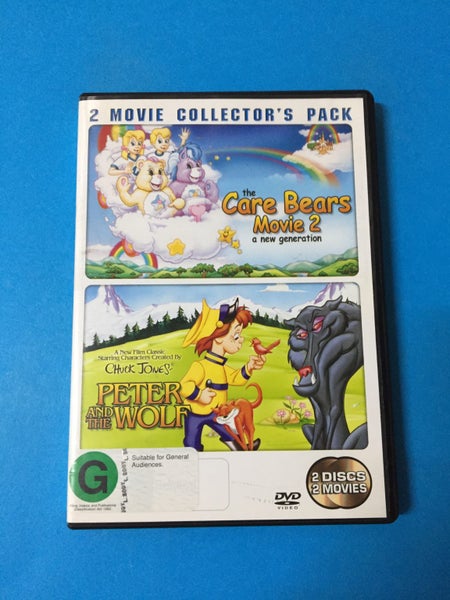 2 MOVIE COLLECTOR'S PACK
the
Care Bears
Movie 2
a new generation
A New Film Classic
Starring Characters Created by
CHUCK JONES'
PETER
AND THE WOLF
G
Suitable for General
Audiences.
DVD
VIDEO
2 DISCS
2 MOVIES